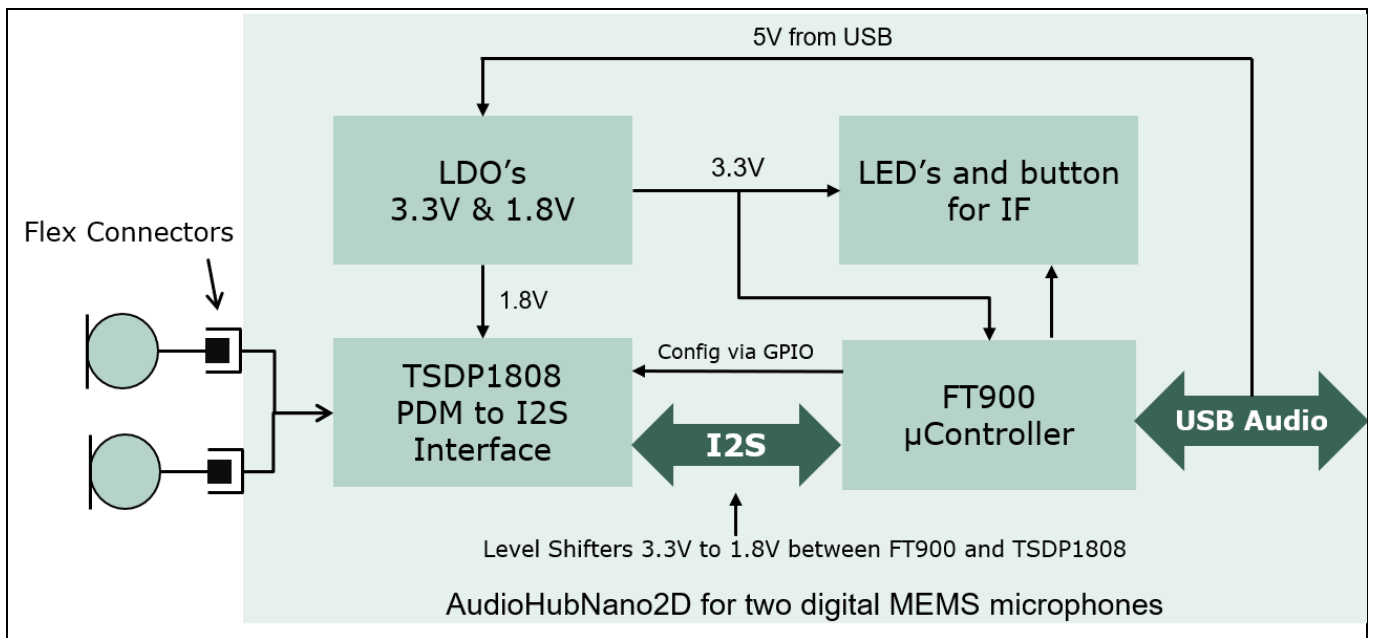 5V from USB
LDO's
3.3V & 1.8V
3.3V
LED's and button
for IF
Flex Connectors
1.8V
TSDP1808
PDM to I2S
Interface
Config via GPIO
I2S
FT900
µController
USB Audio
Level Shifters 3.3V to 1.8V between FT900 and TSDP1808
AudioHubNano2D for two digital MEMS microphones